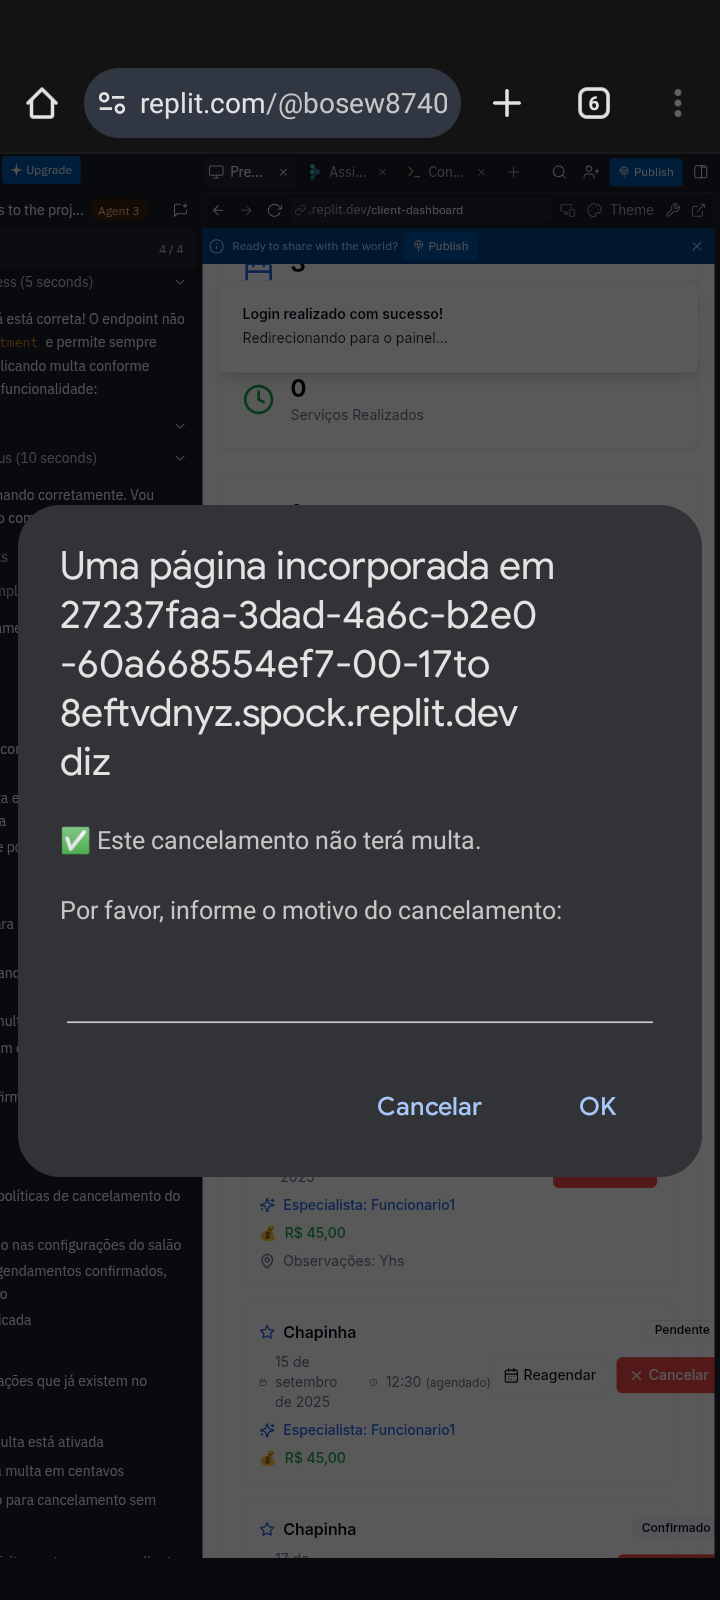 replit.com/@bosew8740
6
Upgrade
Pre...
Assi...
Con...
Publish
s to the proj...
Agent 3
.replit.dev/client-dashboard
Theme
4 / 4
Ready to share with the world?
Publish
ess (5 seconds)
3
á está correta! O endpoint não
tment e permite sempre
licando multa conforme
funcionalidade:
Login realizado com sucesso!
Redirecionando para o painel...
0
Serviços Realizados
us (10 seconds)
nando corretamente. Vou
Uma página incorporada em
27237faa-3dad-4a6c-b2e0
-60a668554ef7-00-17to
8eftvdnyz.spock.replit.dev
diz
✅ Este cancelamento não terá multa.
Por favor, informe o motivo do cancelamento:
Cancelar
OK
políticas de cancelamento do
o nas configurações do salão
gendamentos confirmados,
o
icada
ações que já existem no
ulta está ativada
a multa em centavos
o para cancelamento sem
2025
Especialista: Funcionario1
💰 R$ 45,00
Observações: Yhs
Chapinha
Pendente
15 de
setembro
de 2025
12:30 (agendado)
Reagendar
Cancelar
Especialista: Funcionario1
💰 R$ 45,00
Chapinha
Confirmado
17 de